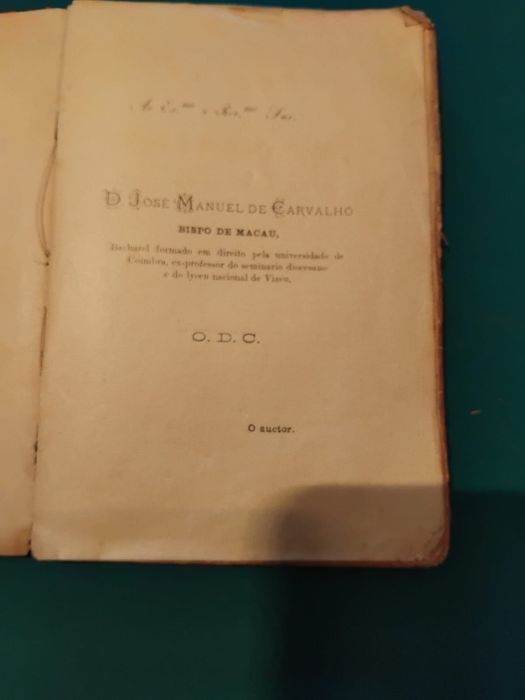 Ao Ex.mo e Rev.mo Snr.
D. JOSÉ MANUEL DE CARVALHO
BISPO DE MACAU,
Bacharel formado em direito pela universidade de
Coimbra, ex-professor do seminario diocesano
e do lyceu nacional de Vizeu,
O. D. C.
O auctor.